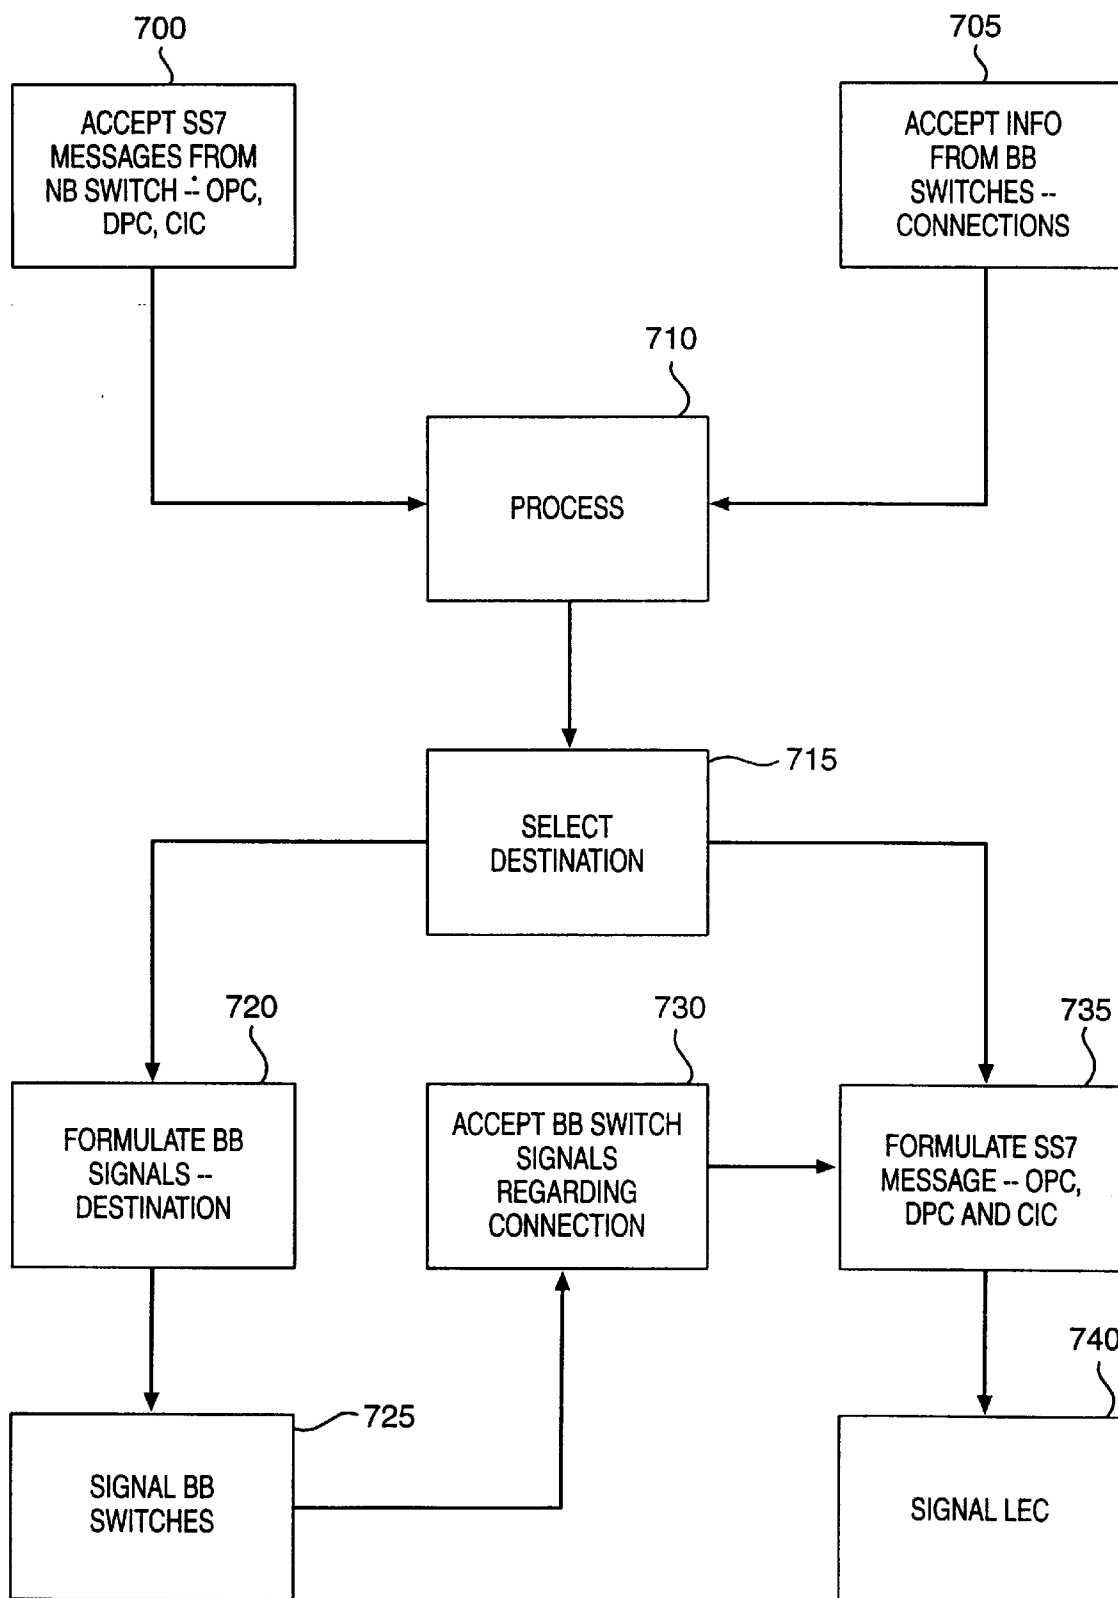 700
705
ACCEPT SS7
MESSAGES FROM
NB SWITCH -- OPC,
DPC, CIC
ACCEPT INFO
FROM BB
SWITCHES --
CONNECTIONS
710
PROCESS
715
SELECT
DESTINATION
720
730
735
FORMULATE BB
SIGNALS --
DESTINATION
ACCEPT BB SWITCH
SIGNALS
REGARDING
CONNECTION
FORMULATE SS7
MESSAGE -- OPC,
DPC AND CIC
725
740
SIGNAL BB
SWITCHES
SIGNAL LEC